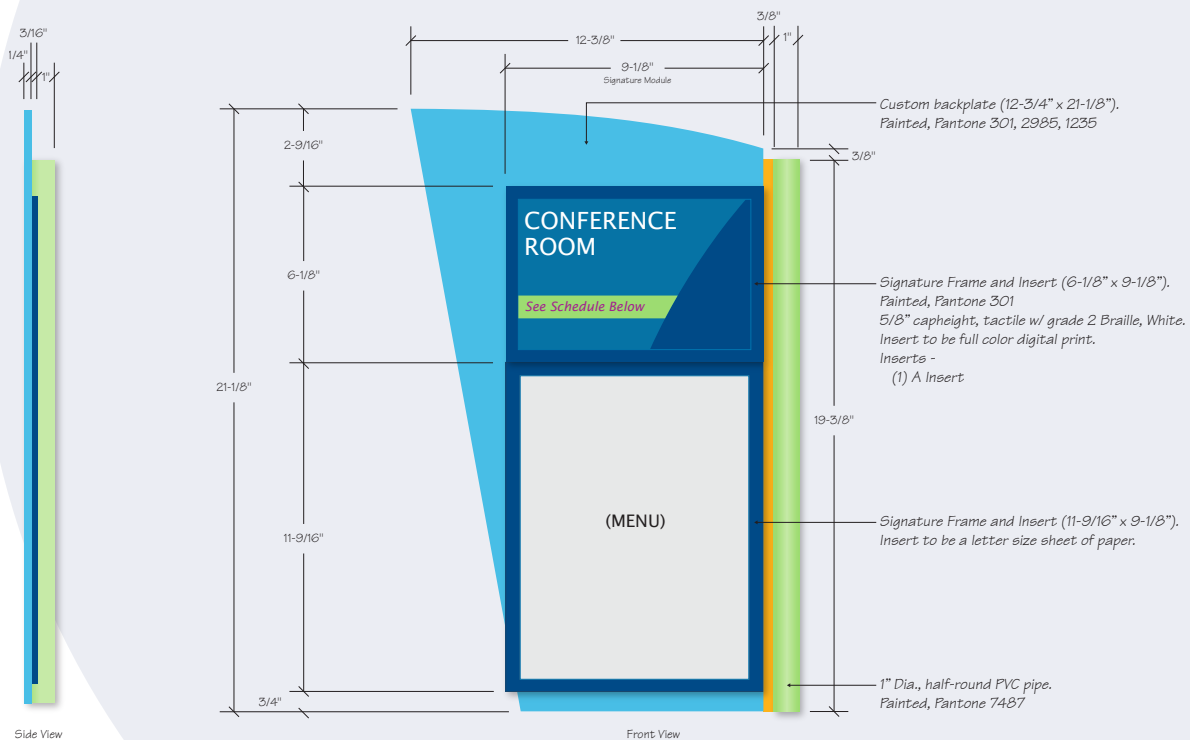 3/16"
1/4"
1"
Side View
12-3/8"
3/8"
1"
9-1/8"
Signature Module
2-9/16"
6-1/8"
21-1/8"
11-9/16"
3/4"
3/8"
19-3/8"
CONFERENCE
ROOM
See Schedule Below
(MENU)
Front View
Custom backplate (12-3/4” x 21-1/8”).
Painted, Pantone 301, 2985, 1235
Signature Frame and Insert (6-1/8” x 9-1/8”).
Painted, Pantone 301
5/8” capheight, tactile w/ grade 2 Braille, White.
Insert to be full color digital print.
Inserts -
(1) A Insert
Signature Frame and Insert (11-9/16” x 9-1/8”).
Insert to be a letter size sheet of paper.
1” Dia., half-round PVC pipe.
Painted, Pantone 7487